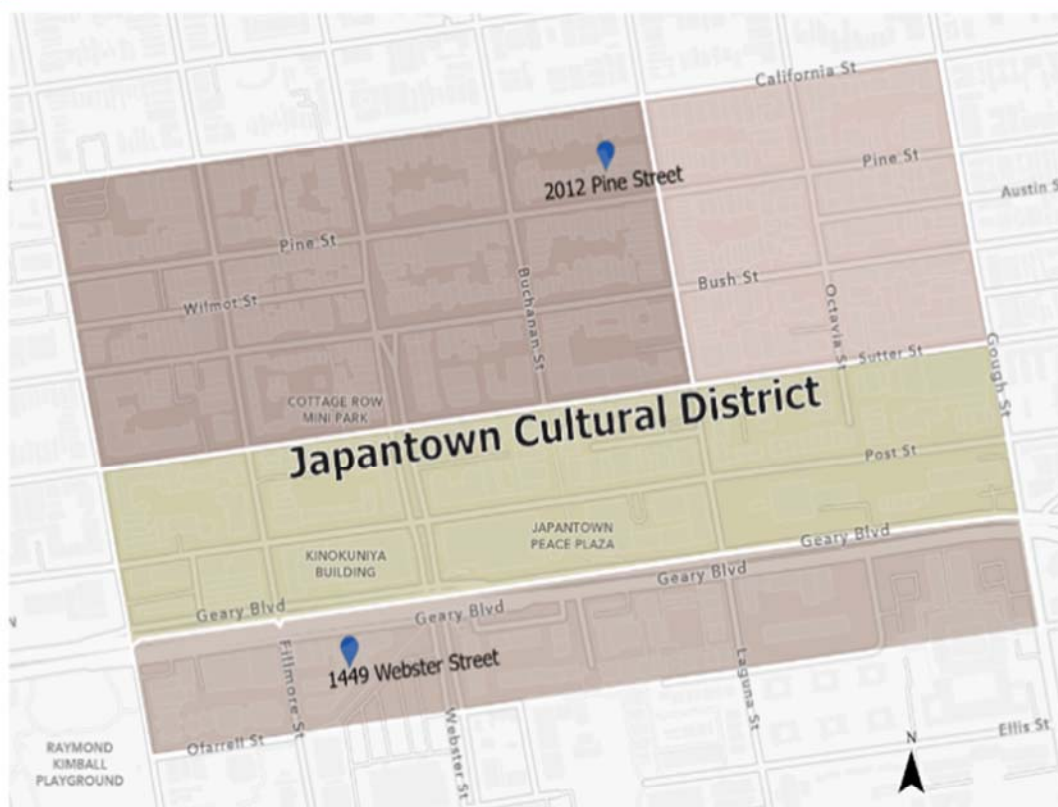 California St
Pine St
Austin S
2012 Pine Street
Pine St
Bush St
Wilmot St
Buchanan St
Octavia St
Sutter St
Gough St
COTTAGE ROW
MINI PARK
Japantown Cultural District
Post St
JAPANTOWN
PEACE PLAZA
KINOKUNIYA
BUILDING
Geary Blvd
Geary Blvd
Geary Blvd
Geary Blvd
Fillmore St
1449 Webster Street
Webster St
Laguna St
Ofarrell St
Ellis St
RAYMOND
KIMBALL
PLAYGROUND
N